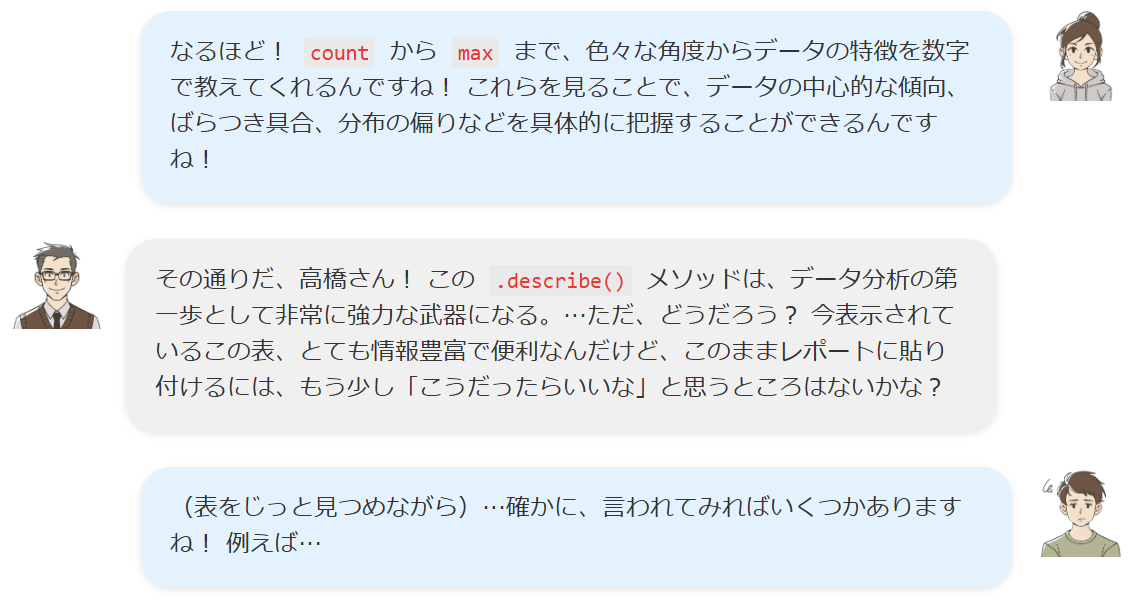 なるほど！ count から max まで、色々な角度からデータの特徴を数字
で教えてくれるんですね！ これらを見ることで、データの中心的な傾向、
ばらつき具合、分布の偏りなどを具体的に把握することができるんです
ね！
その通りだ、高橋さん！ この .describe() メソッドは、データ分析の第
一歩として非常に強力な武器になる。…ただ、どうだろう？ 今表示されて
いるこの表、とても情報豊富で便利なんだけど、このままレポートに貼り
付けるには、もう少し「こうだったらいいな」と思うところはないかな？
（表をじっと見つめながら）…確かに、言われてみればいくつかあります
ね！ 例えば…